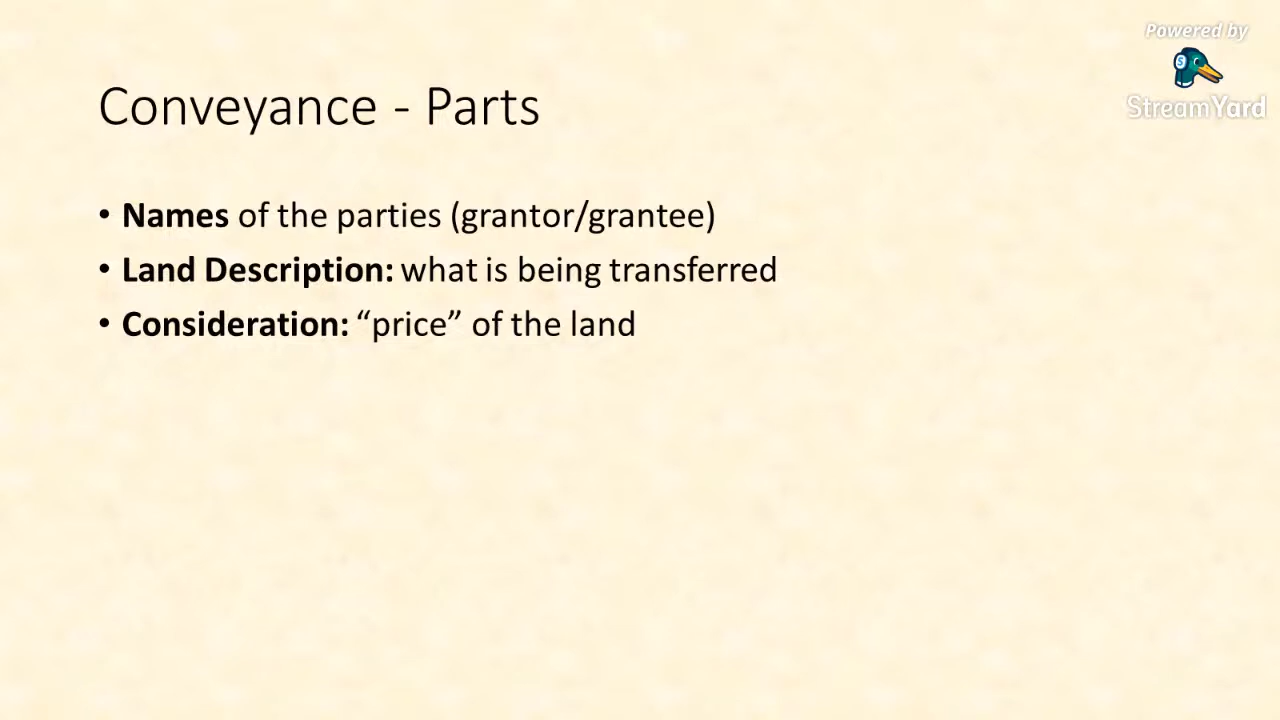 Powered by
StreamYard
Conveyance - Parts
• Names of the parties (grantor/grantee)
• Land Description: what is being transferred
• Consideration: “price” of the land